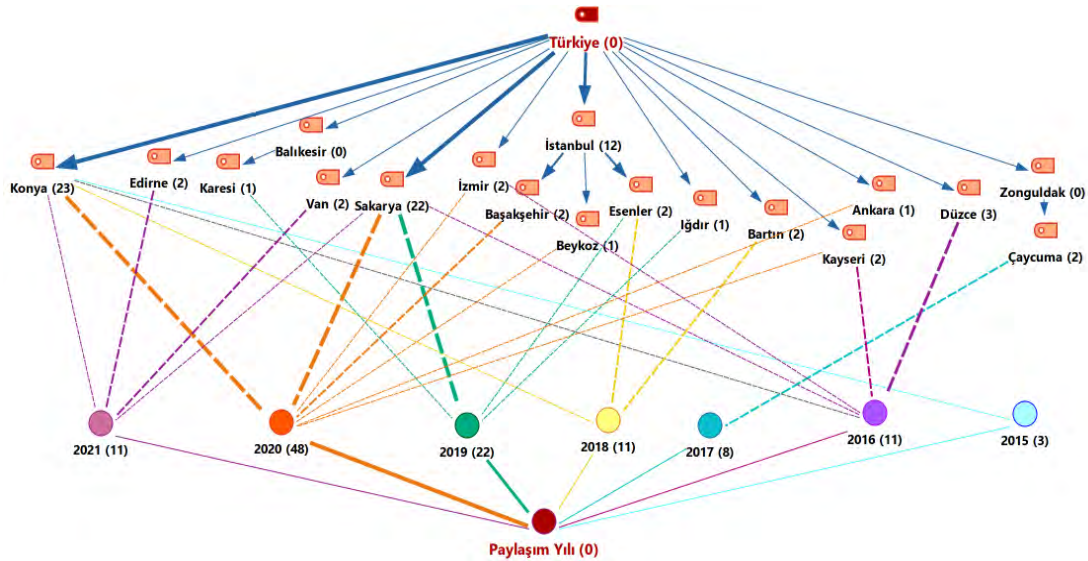 Türkiye (0)
Balıkesir (0)
İstanbul (12)
Konya (23)
Edirne (2)
Karesi (1)
Van (2)
Sakarya (22)
İzmir (2)
Başakşehir (2)
Beykoz (1)
Esenler (2)
Iğdır (1)
Bartın (2)
Ankara (1)
Kayseri (2)
Düzce (3)
Zonguldak (0)
Çaycuma (2)
2021 (11)
2020 (48)
2019 (22)
2018 (11)
2017 (8)
2016 (11)
2015 (3)
Paylaşım Yılı (0)